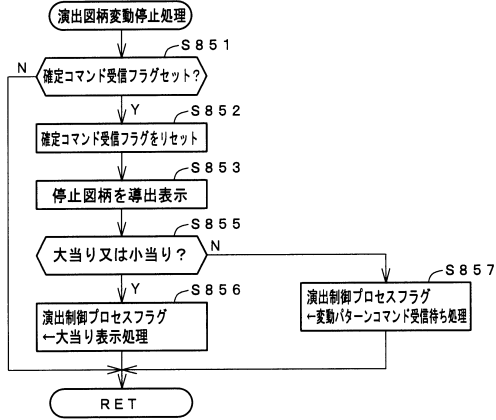 演出図柄変動停止処理
S851
N
確定コマンド受信フラグセット？
Y
S852
確定コマンド受信フラグをリセット
S853
停止図柄を導出表示
S855
大当り又は小当り？
N
Y
S856
演出制御プロセスフラグ
←大当り表示処理
S857
演出制御プロセスフラグ
←変動パターンコマンド受信待ち処理
RET